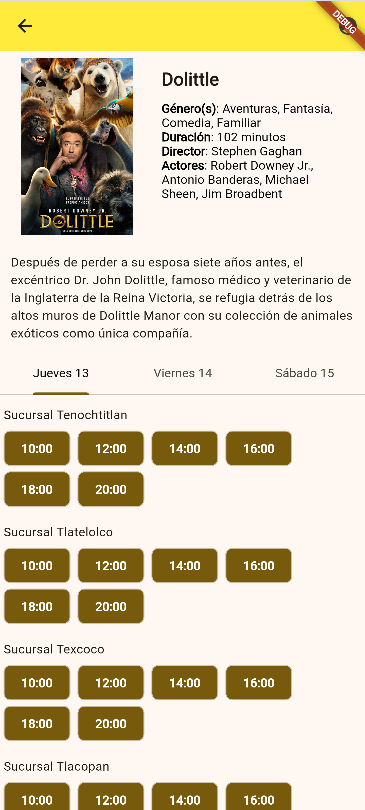 DEBUG
Dolittle
Género(s): Aventuras, Fantasía,
Comedia, Familiar
Duración: 102 minutos
Director: Stephen Gaghan
Actores: Robert Downey Jr.,
Antonio Banderas, Michael
Sheen, Jim Broadbent
ROBERT DOWNEY JR.
DOLITTLE
Después de perder a su esposa siete años antes, el
excéntrico Dr. John Dolittle, famoso médico y veterinario de
la Inglaterra de la Reina Victoria, se refugia detrás de los
altos muros de Dolittle Manor con su colección de animales
exóticos como única compañía.
Jueves 13 Viernes 14 Sábado 15
Sucursal Tenochtitlan
10:00 12:00 14:00 16:00
18:00 20:00
Sucursal Tlatelolco
10:00 12:00 14:00 16:00
18:00 20:00
Sucursal Texcoco
10:00 12:00 14:00 16:00
18:00 20:00
Sucursal Tlacopan
10:00 12:00 14:00 16:00